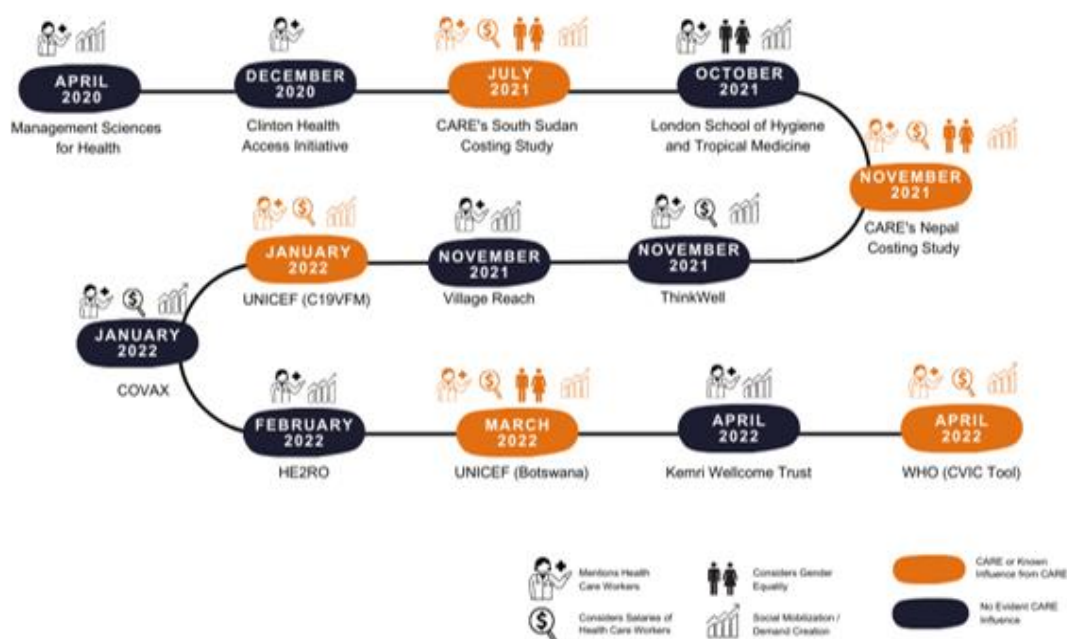 APRIL
2020
Management Sciences
for Health
DECEMBER
2020
Clinton Health
Access Initiative
JULY
2021
CARE's South Sudan
Costing Study
OCTOBER
2021
London School of Hygiene
and Tropical Medicine
NOVEMBER
2021
CARE's Nepal
Costing Study
NOVEMBER
2021
ThinkWell
NOVEMBER
2021
Village Reach
JANUARY
2022
UNICEF (C19VFM)
JANUARY
2022
COVAX
FEBRUARY
2022
HE2RO
MARCH
2022
UNICEF (Botswana)
APRIL
2022
Kemri Wellcome Trust
APRIL
2022
WHO (CVIC Tool)
Mentions Health
Care Workers
Considers Gender
Equality
CARE or Known
Influence from CARE
Considers Salaries of
Health Care Workers
Social Mobilization /
Demand Creation
No Evident CARE
Influence